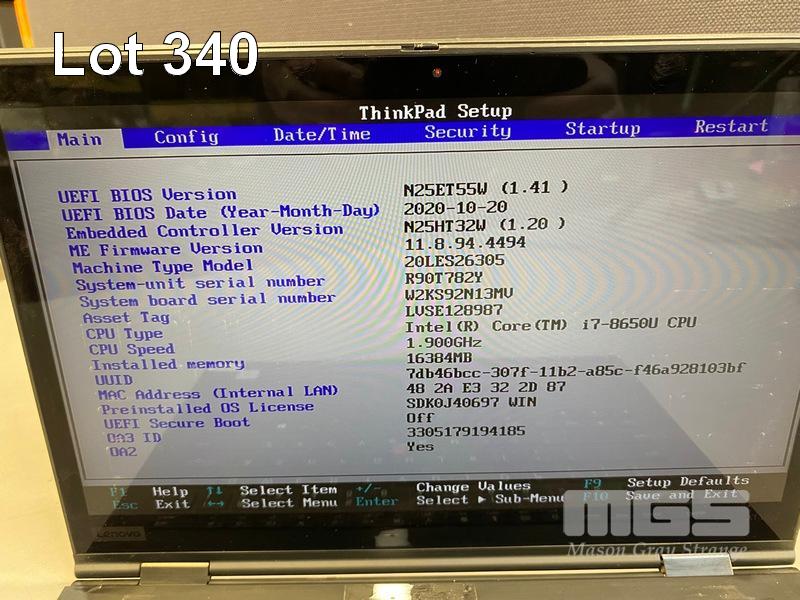 Lot 340
ThinkPad Setup
Main Config Date/Time Security Startup Restart
UEFI BIOS Version N25ET55W (1.41 )
UEFI BIOS Date (Year-Month-Day) 2020-10-20
Embedded Controller Version N25HT32W (1.20 )
ME Firmware Version 11.8.94.4494
Machine Type Model 20LES26305
System-unit serial number R90T782Y
System board serial number W2KS92N13MU
Asset Tag LVSE128987
CPU Type Intel(R) Core(TM) i7-8650U CPU
CPU Speed 1.900GHz
Installed memory 16384MB
UUID 7db46bcc-307f-11b2-a85c-f46a928103bf
MAC Address (Internal LAN) 48 2A E3 32 2D 87
Preinstalled OS License SDK0J40697 WIN
UEFI Secure Boot Off
OA3 ID 3305179194185
OA2 Yes
F1 Help ↑↓ Select Item +/- Change Values F9 Setup Defaults
Esc Exit ←→ Select Menu Enter Select ▶ Sub-Menu F10 Save and Exit
Lenovo
MGS
Mason Gray Strange